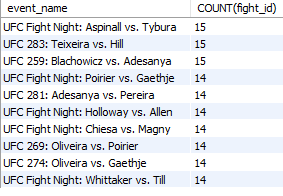 event_name COUNT(fight_id)
UFC Fight Night: Aspinall vs. Tybura 15
UFC 283: Teixeira vs. Hill 15
UFC 259: Blachowicz vs. Adesanya 15
UFC Fight Night: Poirier vs. Gaethje 14
UFC 281: Adesanya vs. Pereira 14
UFC Fight Night: Holloway vs. Allen 14
UFC Fight Night: Chiesa vs. Magny 14
UFC 269: Oliveira vs. Poirier 14
UFC 274: Oliveira vs. Gaethje 14
UFC Fight Night: Whittaker vs. Till 14